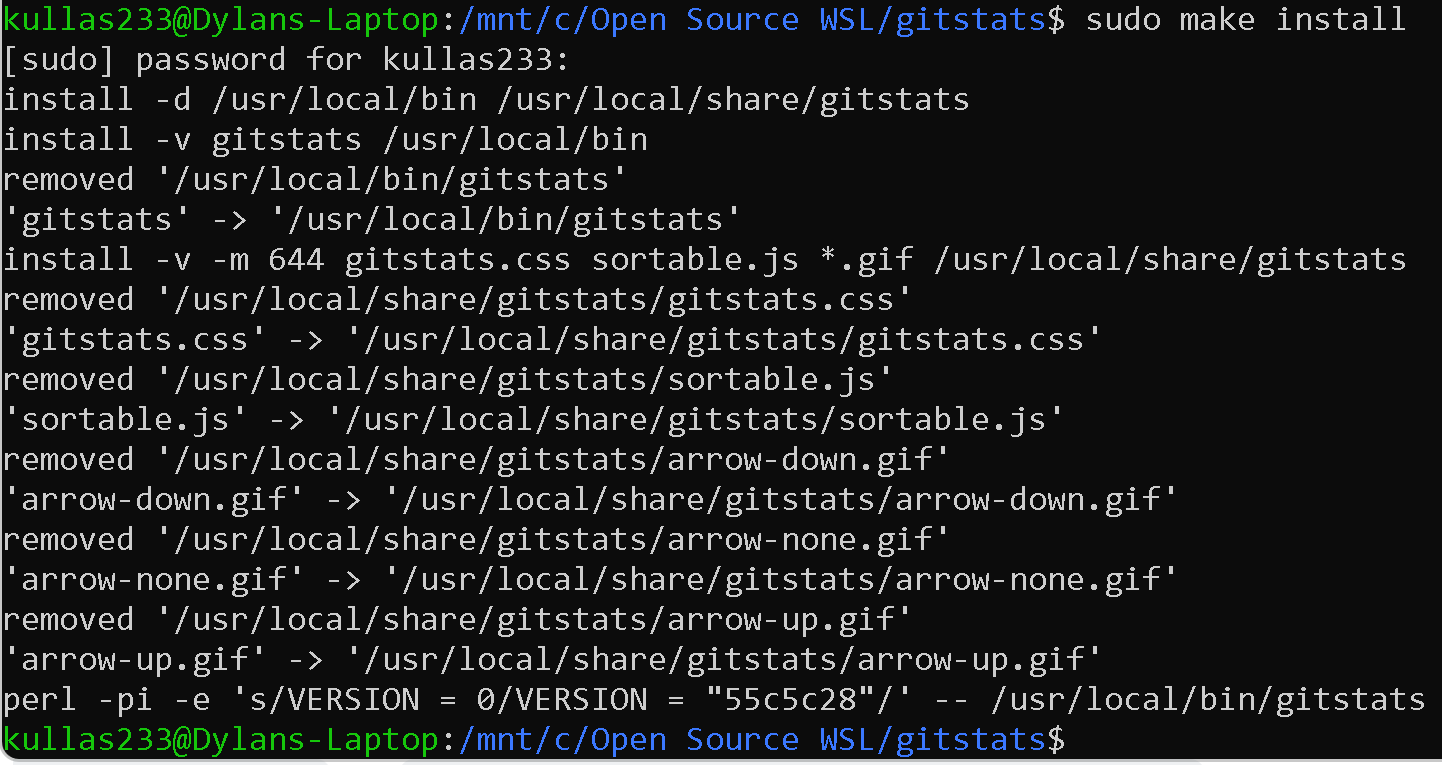 kullas233@Dylans-Laptop:/mnt/c/Open Source WSL/gitstats$ sudo make install
[sudo] password for kullas233:
install -d /usr/local/bin /usr/local/share/gitstats
install -v gitstats /usr/local/bin
removed '/usr/local/bin/gitstats'
'gitstats' -> '/usr/local/bin/gitstats'
install -v -m 644 gitstats.css sortable.js *.gif /usr/local/share/gitstats
removed '/usr/local/share/gitstats/gitstats.css'
'gitstats.css' -> '/usr/local/share/gitstats/gitstats.css'
removed '/usr/local/share/gitstats/sortable.js'
'sortable.js' -> '/usr/local/share/gitstats/sortable.js'
removed '/usr/local/share/gitstats/arrow-down.gif'
'arrow-down.gif' -> '/usr/local/share/gitstats/arrow-down.gif'
removed '/usr/local/share/gitstats/arrow-none.gif'
'arrow-none.gif' -> '/usr/local/share/gitstats/arrow-none.gif'
removed '/usr/local/share/gitstats/arrow-up.gif'
'arrow-up.gif' -> '/usr/local/share/gitstats/arrow-up.gif'
perl -pi -e 's/VERSION = 0/VERSION = "55c5c28"/' -- /usr/local/bin/gitstats
kullas233@Dylans-Laptop:/mnt/c/Open Source WSL/gitstats$